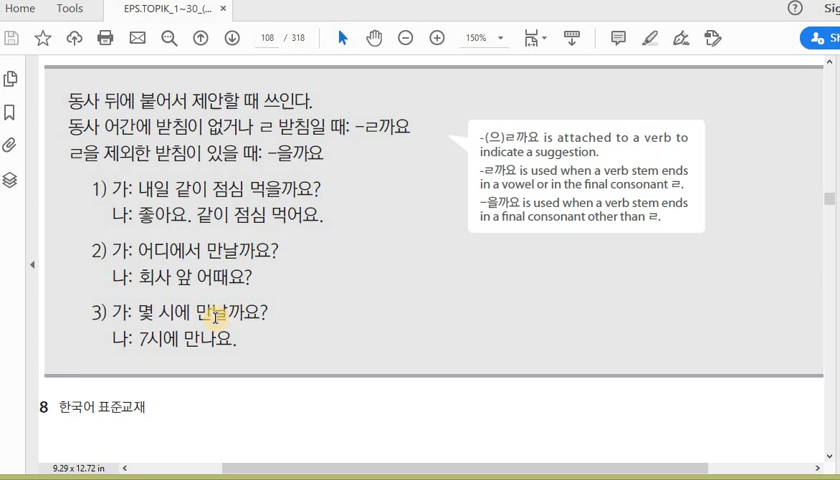 Home Tools EPS.TOPIK_1~30_(... × ? Sig
108 / 318 150% Sh
동사 뒤에 붙어서 제안할 때 쓰인다.
동사 어간에 받침이 없거나 ㄹ 받침일 때: -ㄹ까요
ㄹ을 제외한 받침이 있을 때: -을까요
-(으)ㄹ까요 is attached to a verb to
indicate a suggestion.
-ㄹ까요 is used when a verb stem ends
in a vowel or in the final consonant ㄹ.
-을까요 is used when a verb stem ends
in a final consonant other than ㄹ.
1) 가: 내일 같이 점심 먹을까요?
나: 좋아요. 같이 점심 먹어요.
2) 가: 어디에서 만날까요?
나: 회사 앞 어때요?
3) 가: 몇 시에 만날까요?
나: 7시에 만나요.
8 한국어 표준교재
9.29 x 12.72 in